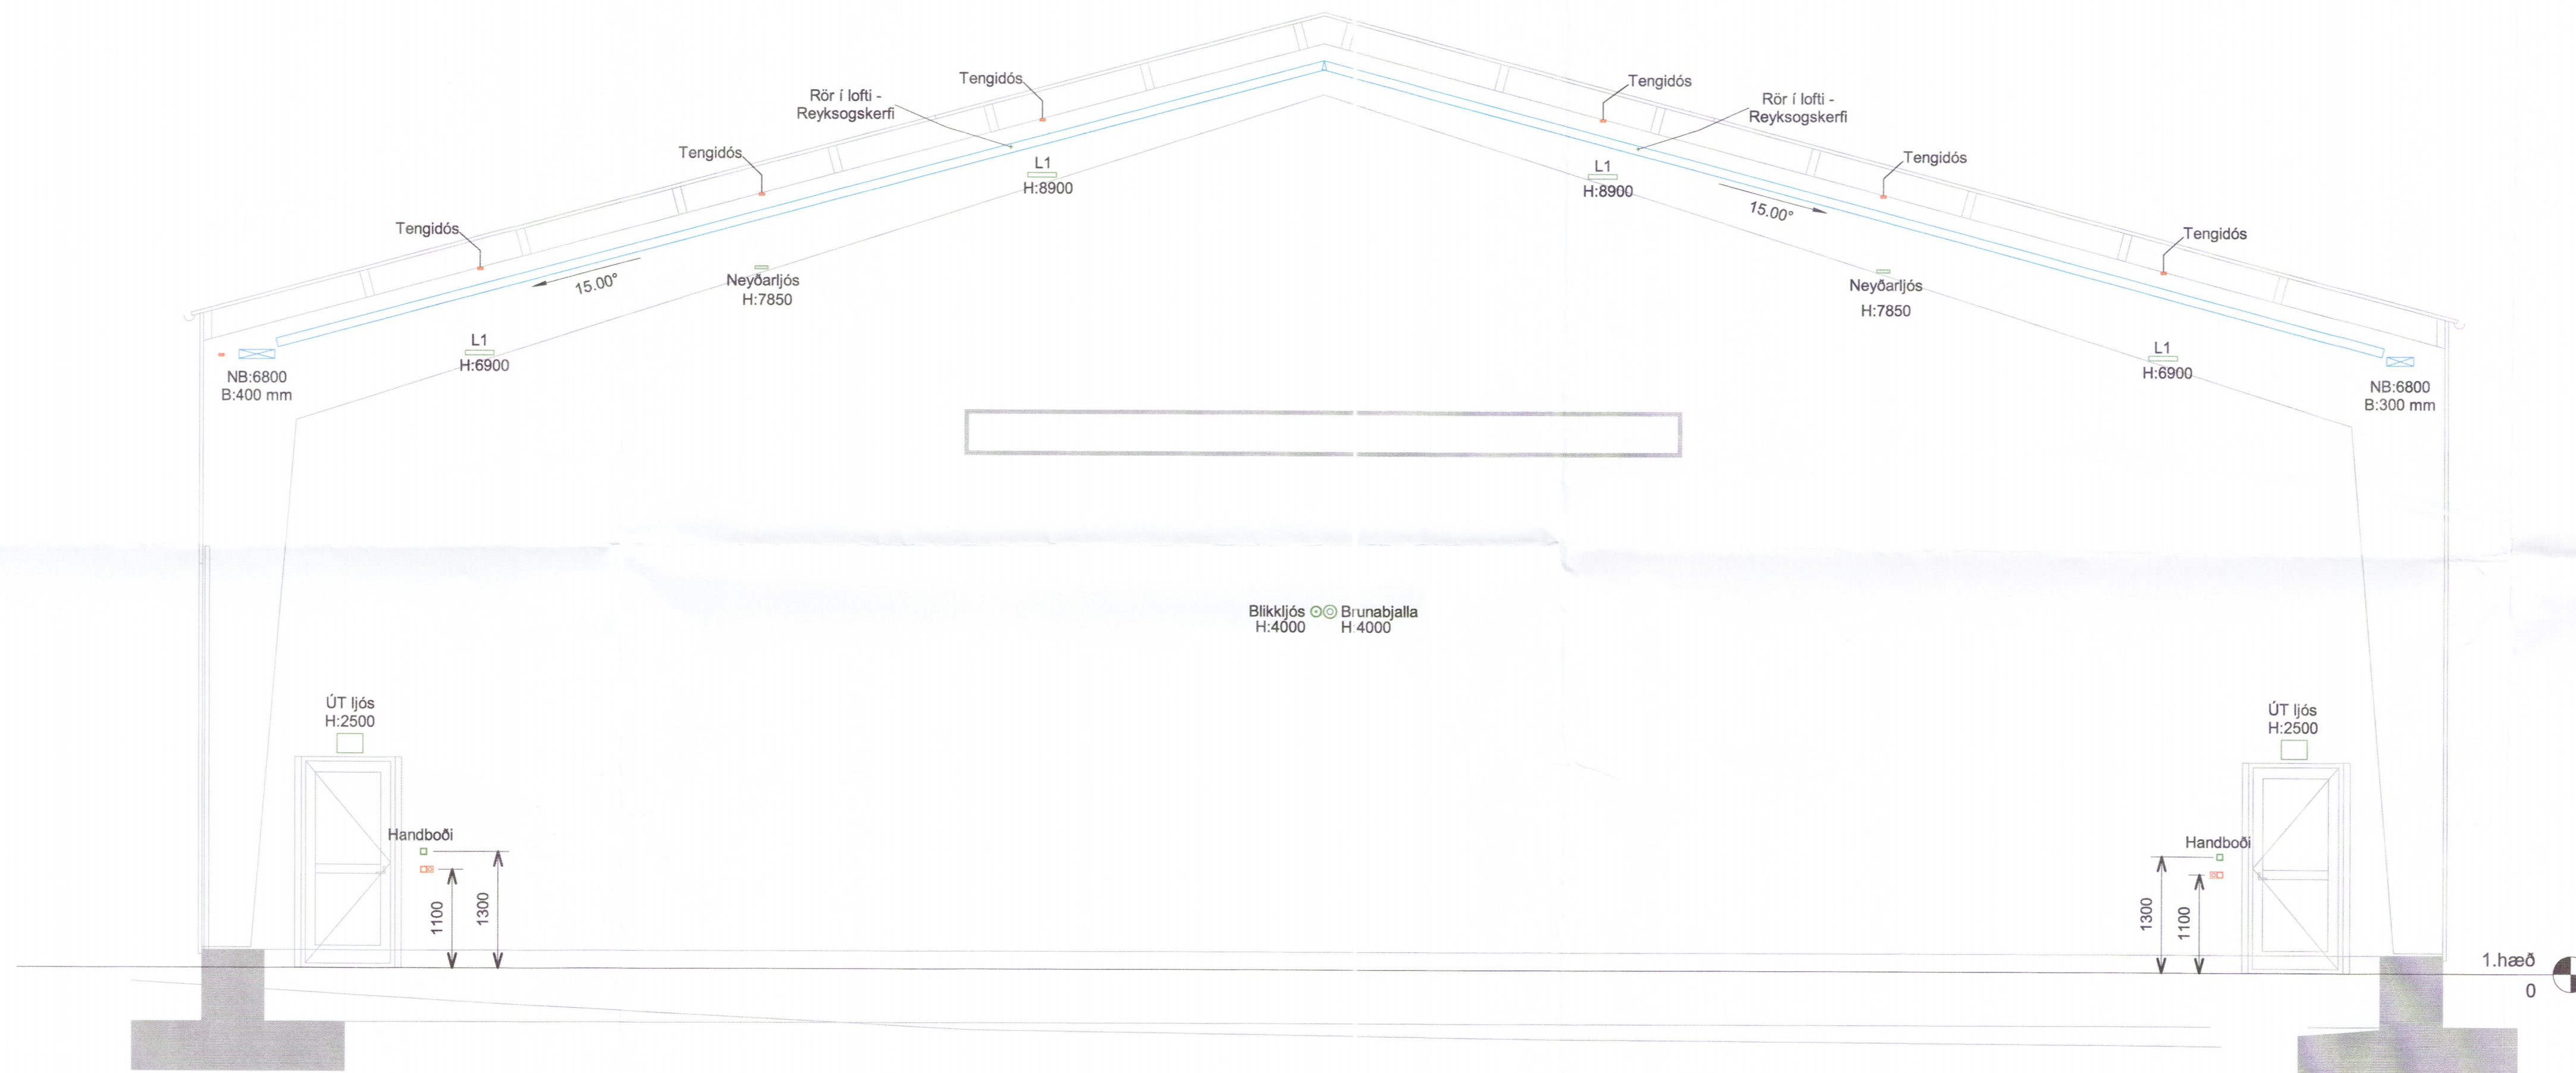 Tengidós
Tengidós
Rör í lofti -
Reyksogskerfi
Rör í lofti -
Reyksogskerfi
Tengidós
Tengidós
L1
H:8900
L1
H:8900
15.00°
Tengidós
Tengidós
15.00°
Neyðarljós
H:7850
Neyðarljós
H:7850
L1
H:6900
L1
H:6900
NB:6800
B:400 mm
NB:6800
B:300 mm
Blikkljós
H:4000
Brunabjalla
H:4000
ÚT ljós
H:2500
ÚT ljós
H:2500
Handboði
1100
1300
Handboði
1300
1100
1.hæð
0